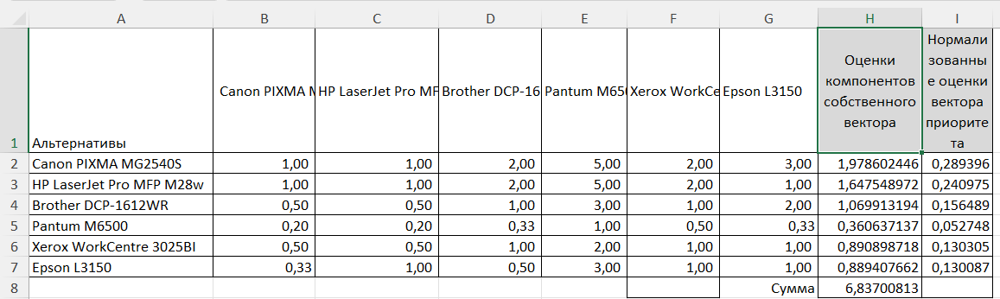 A B C D E F G H I
1 Альтернативы Canon PIXMA M HP LaserJet Pro MF Brother DCP-16 Pantum M650 Xerox WorkCe Epson L3150 Оценки компонентов собственного вектора Нормализованные оценки вектора приоритета
2 Canon PIXMA MG2540S 1,00 1,00 2,00 5,00 2,00 3,00 1,978602446 0,289396
3 HP LaserJet Pro MFP M28w 1,00 1,00 2,00 5,00 2,00 1,00 1,647548972 0,240975
4 Brother DCP-1612WR 0,50 0,50 1,00 3,00 1,00 2,00 1,069913194 0,156489
5 Pantum M6500 0,20 0,20 0,33 1,00 0,50 0,33 0,360637137 0,052748
6 Xerox WorkCentre 3025BI 0,50 0,50 1,00 2,00 1,00 1,00 0,890898718 0,130305
7 Epson L3150 0,33 1,00 0,50 3,00 1,00 1,00 0,889407662 0,130087
8 Сумма 6,83700813